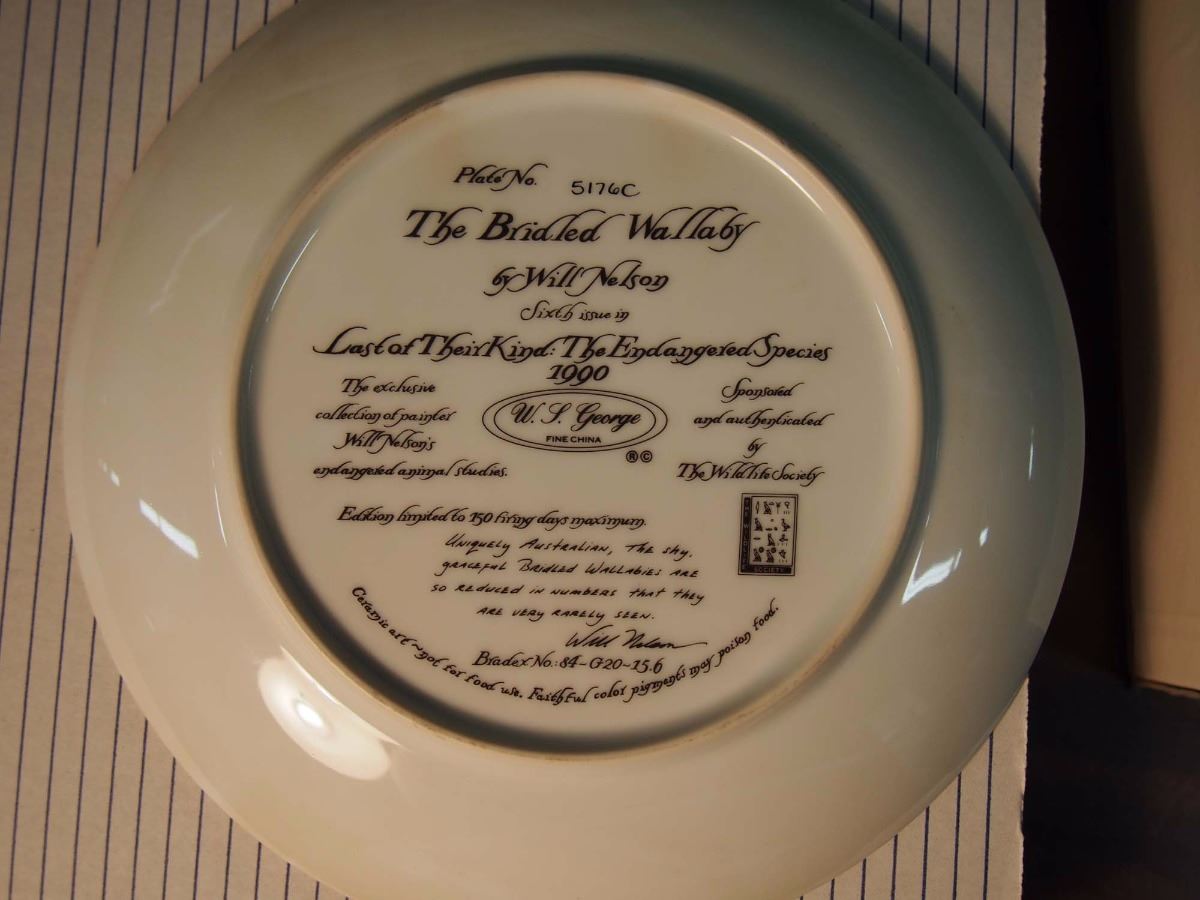 Plate No. 5176C
The Bridled Wallaby
by Will Nelson
Sixth issue in
Last of Their Kind: The Endangered Species
1990
The exclusive
collection of painter
Will Nelson's
endangered animal studies.
W. S. George
FINE CHINA
®©
Sponsored
and authenticated
by
The Wildlife Society
THE WILDLIFE
SOCIETY
Edition limited to 150 firing days maximum.
Uniquely Australian, the shy,
graceful Bridled Wallabies are
so reduced in numbers that they
are very rarely seen.
Will Nelson
Bradex No.: 84-G20-15.6
Ceramic art ~ not for food use. Faithful color pigments may poison food.